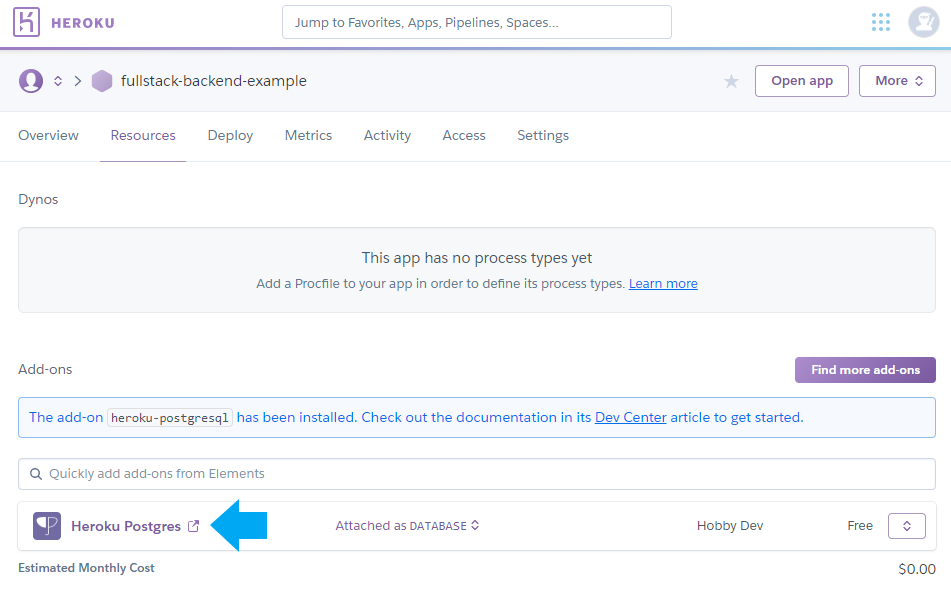 HEROKU
Jump to Favorites, Apps, Pipelines, Spaces...
fullstack-backend-example
Open app
More
Overview Resources Deploy Metrics Activity Access Settings
Dynos
This app has no process types yet
Add a Procfile to your app in order to define its process types. Learn more
Add-ons
Find more add-ons
The add-on heroku-postgresql has been installed. Check out the documentation in its Dev Center article to get started.
Quickly add add-ons from Elements
Heroku Postgres Attached as DATABASE Hobby Dev Free
Estimated Monthly Cost $0.00